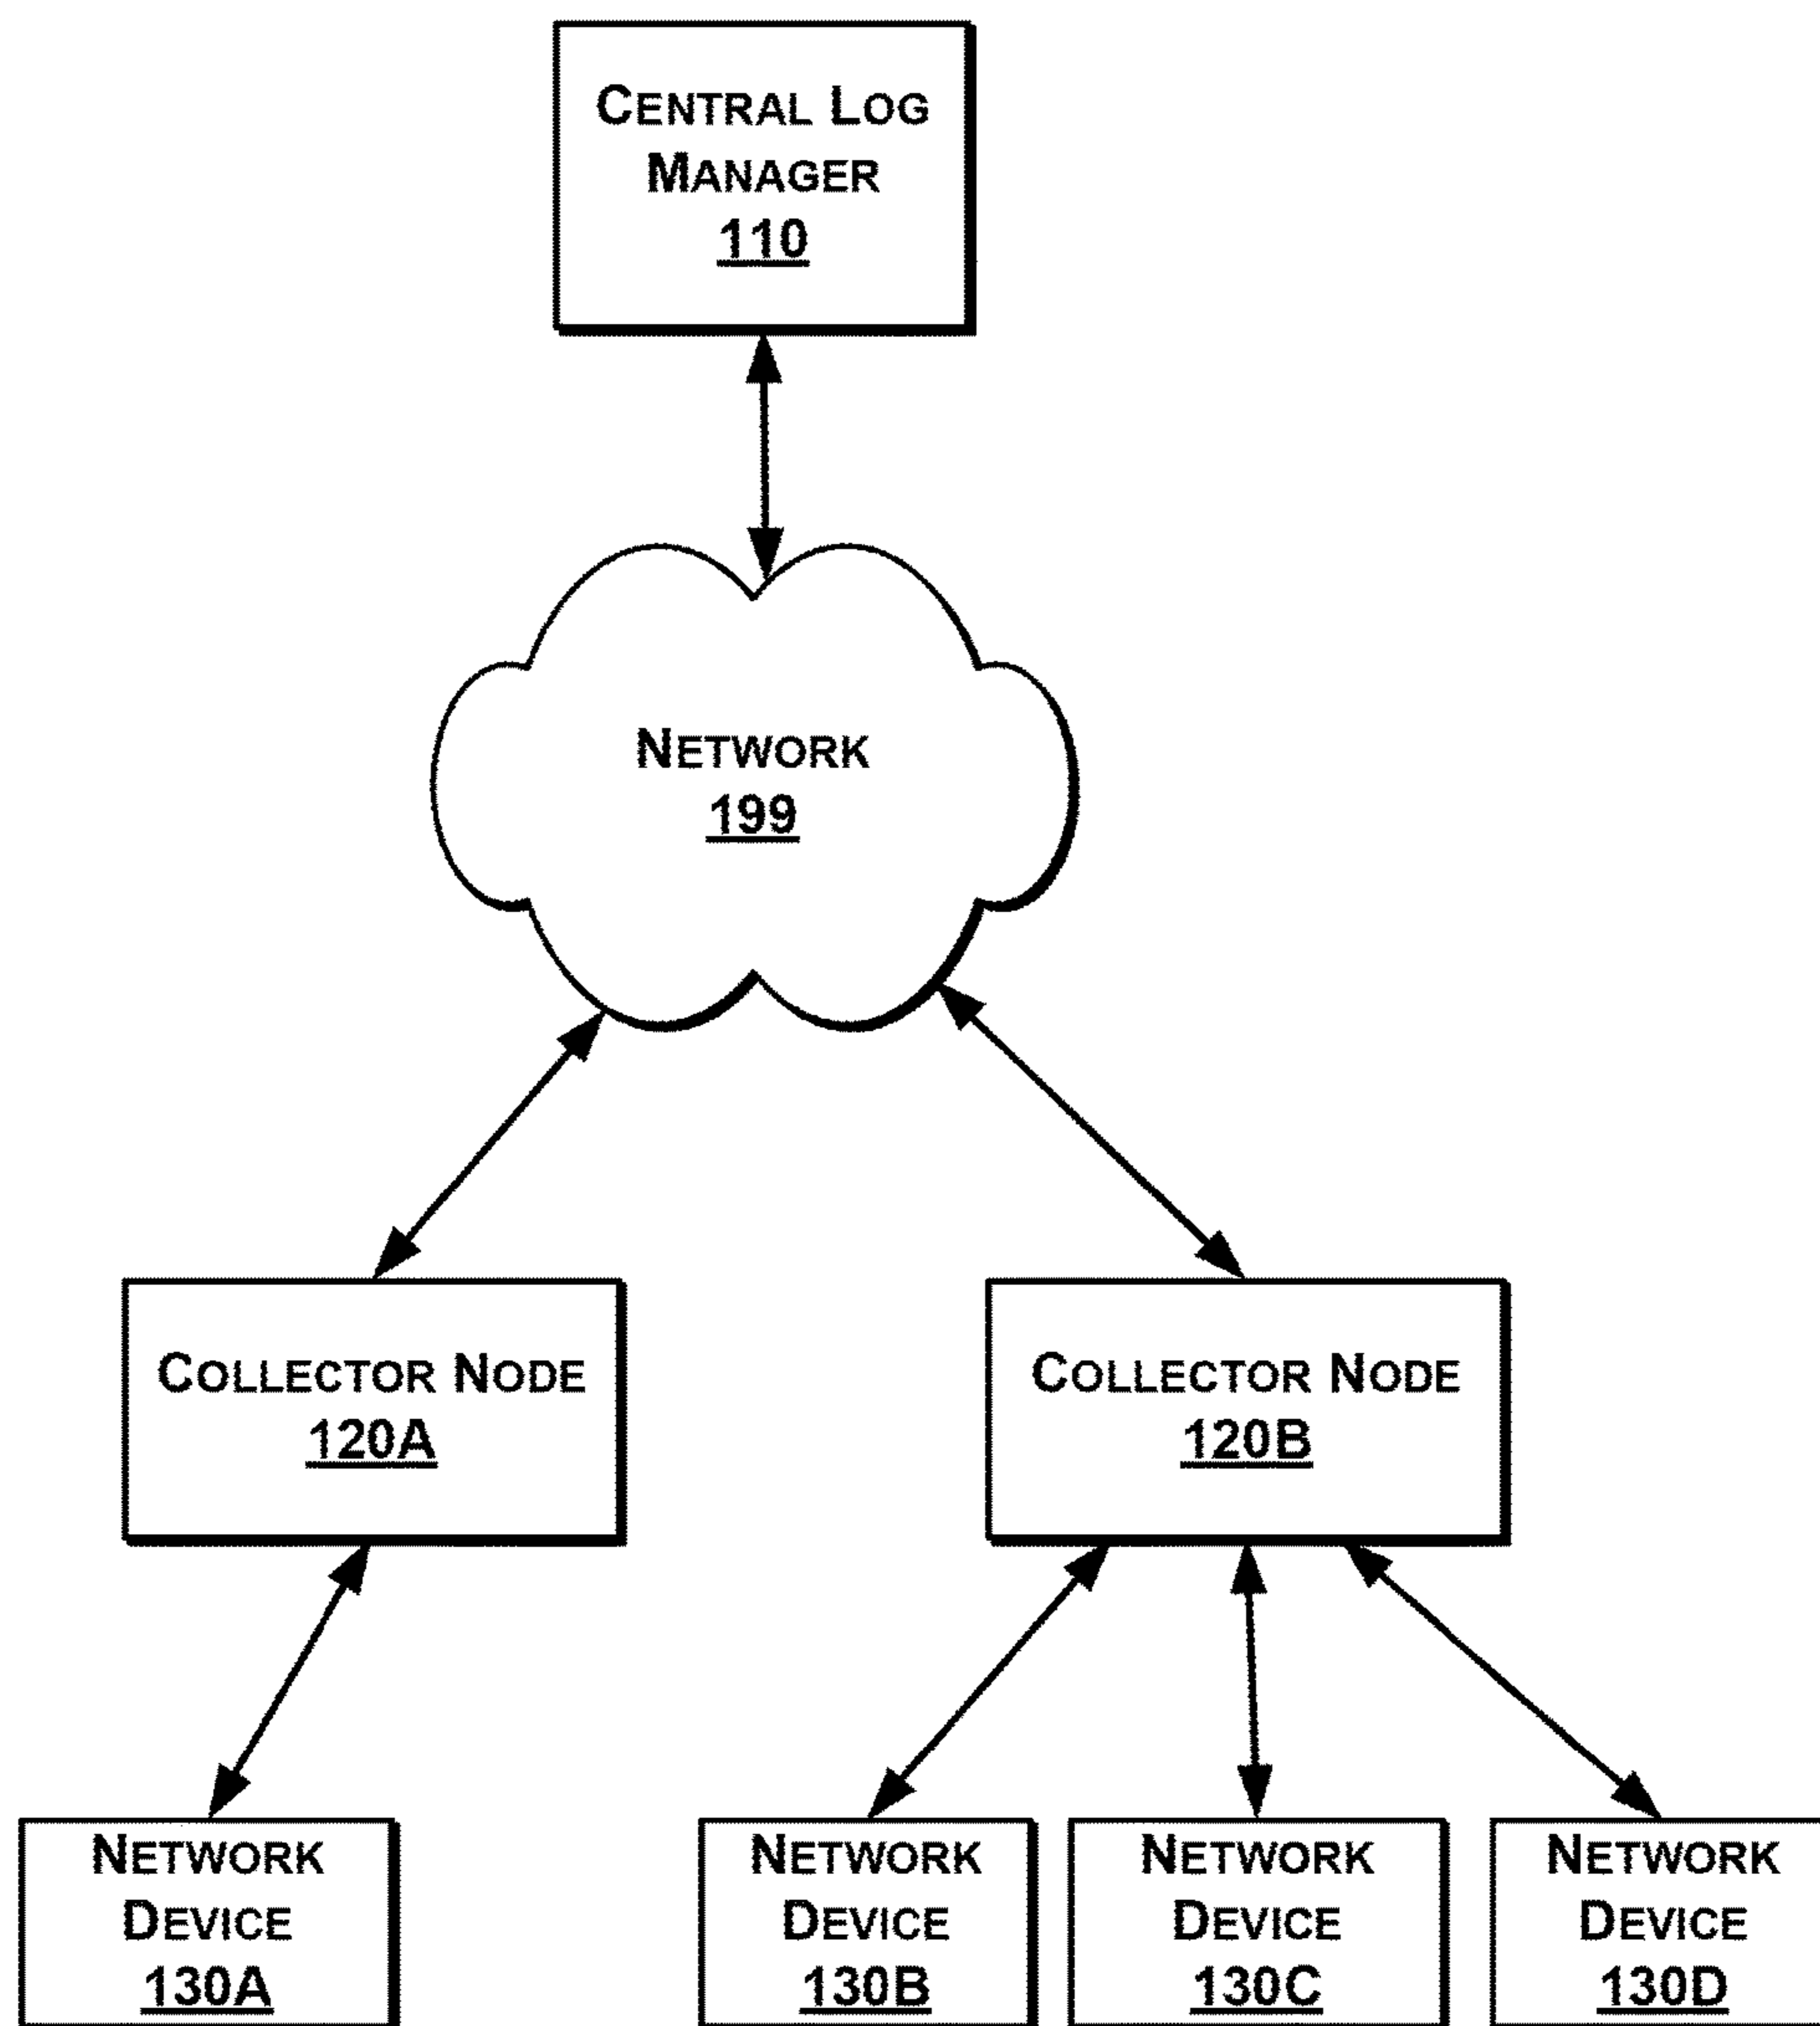 CENTRAL LOG
MANAGER
110
NETWORK
199
COLLECTOR NODE
120A
COLLECTOR NODE
120B
NETWORK
DEVICE
130A
NETWORK
DEVICE
130B
NETWORK
DEVICE
130C
NETWORK
DEVICE
130D